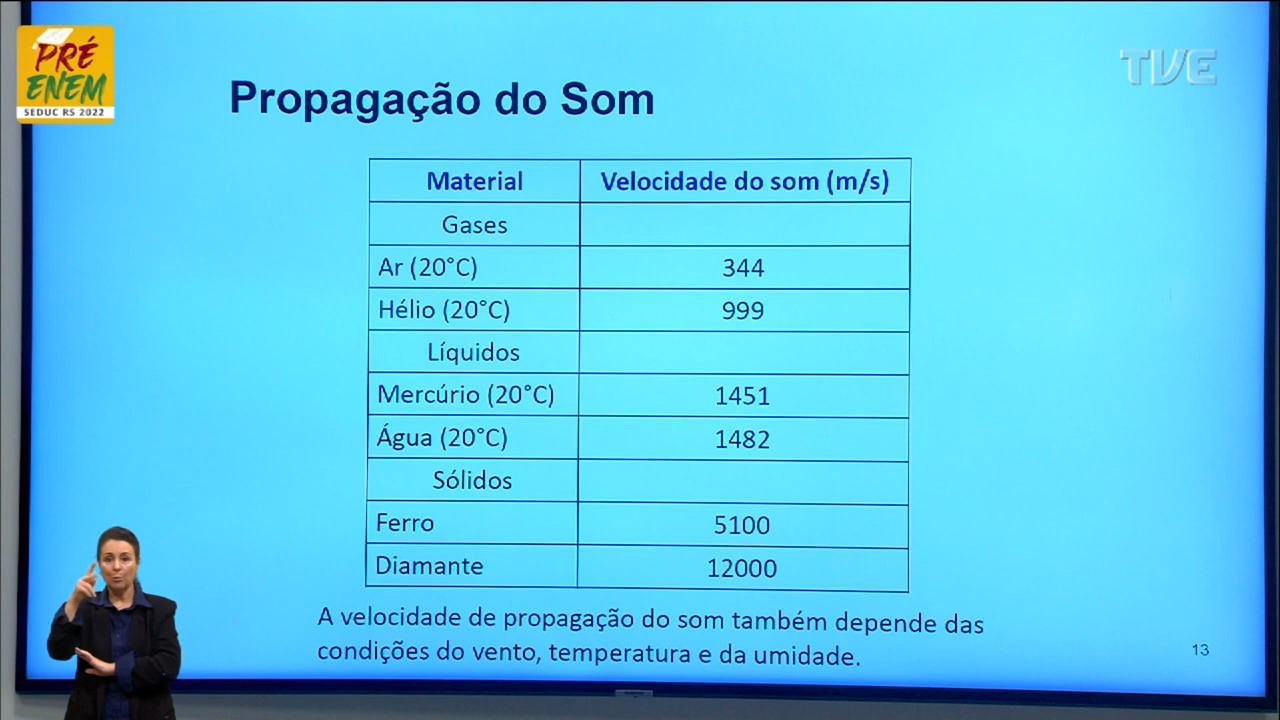 PRÉ
ENEM
SEDUC RS 2022
TVE
Propagação do Som
Material Velocidade do som (m/s)
Gases
Ar (20°C) 344
Hélio (20°C) 999
Líquidos
Mercúrio (20°C) 1451
Água (20°C) 1482
Sólidos
Ferro 5100
Diamante 12000
A velocidade de propagação do som também depende das
condições do vento, temperatura e da umidade.
13